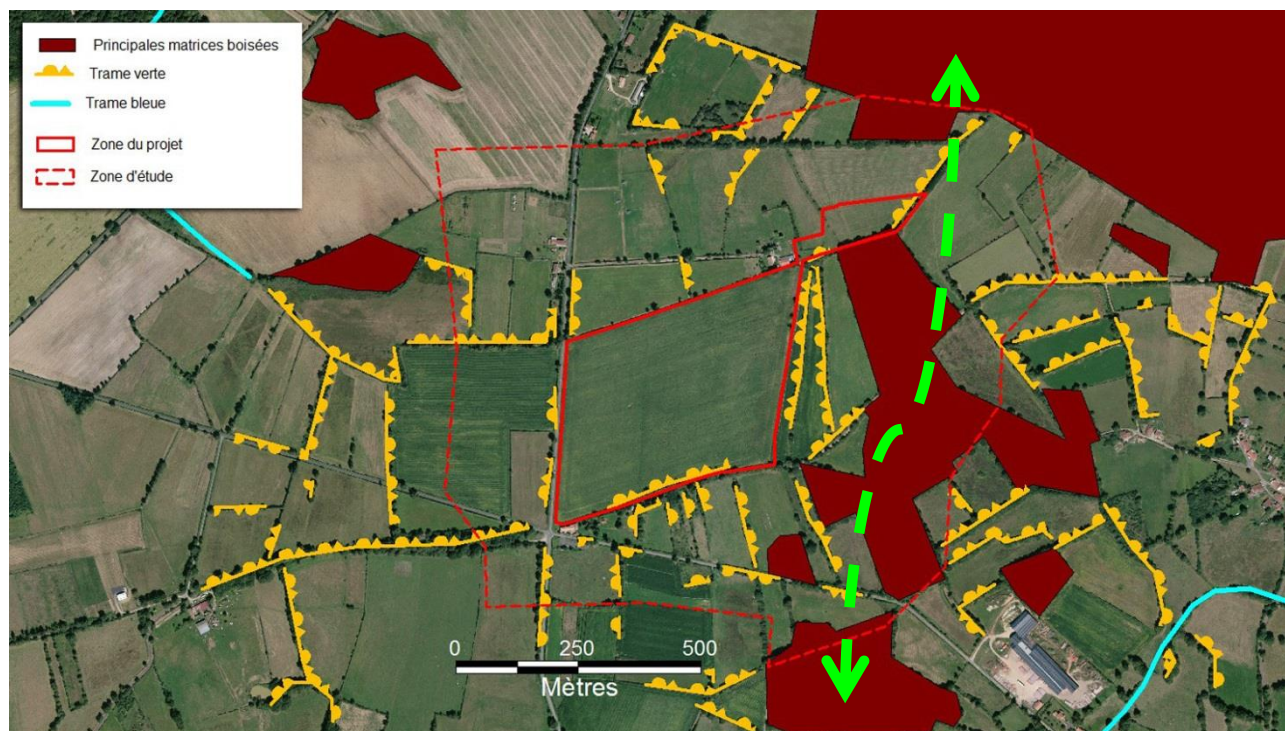 Principales matrices boisées
Trame verte
Trame bleue
Zone du projet
Zone d'étude
0 250 500
Mètres